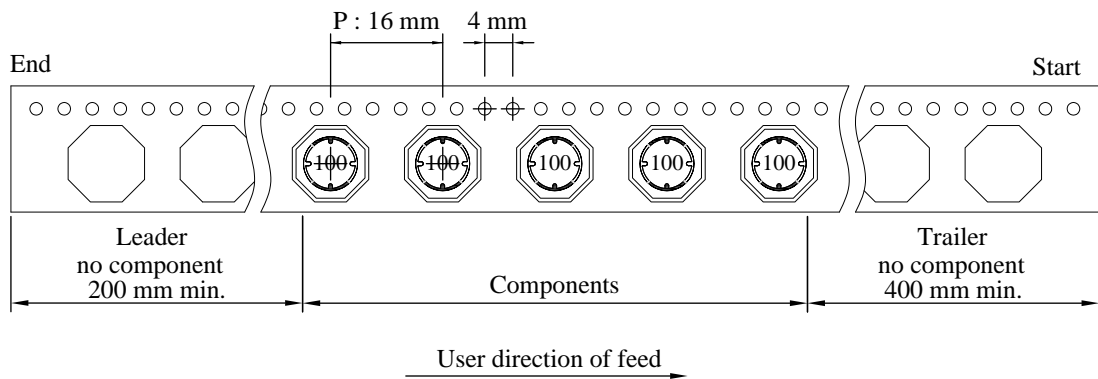 P : 16 mm
4 mm
End
Start
100
100
100
100
100
Leader
no component
200 mm min.
Components
Trailer
no component
400 mm min.
User direction of feed